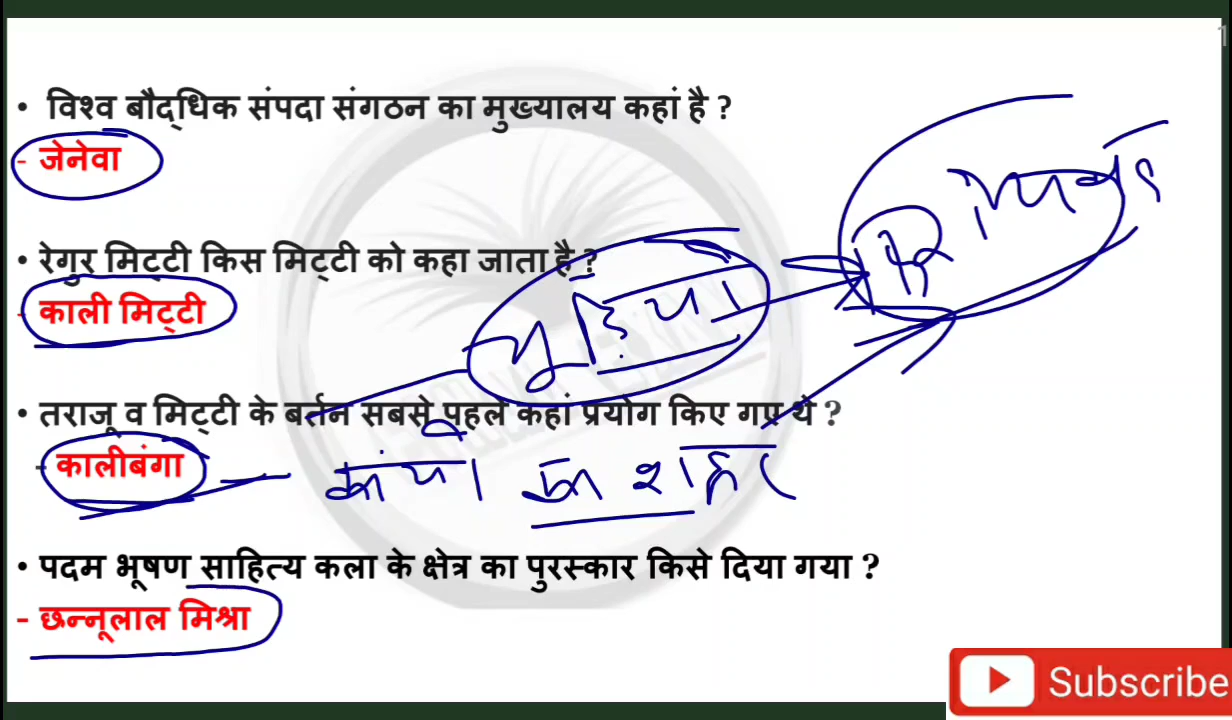 • विश्व बौद्धिक संपदा संगठन का मुख्यालय कहां है ?
- जेनेवा
• रेगुर मिट्टी किस मिट्टी को कहा जाता है ?
- काली मिट्टी
• तराजू व मिट्टी के बर्तन सबसे पहले कहां प्रयोग किए गए थे ?
- कालीबंगा
का शहर
• पदम भूषण साहित्य कला के क्षेत्र का पुरस्कार किसे दिया गया ?
- छन्नूलाल मिश्रा
Subscribe